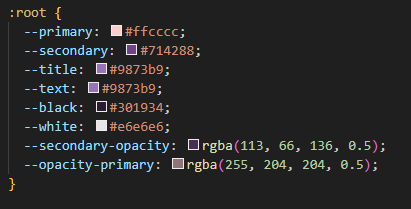 :root {
--primary: #ffcccc;
--secondary: #714288;
--title: #9873b9;
--text: #9873b9;
--black: #301934;
--white: #e6e6e6;
--secondary-opacity: rgba(113, 66, 136, 0.5);
--opacity-primary: rgba(255, 204, 204, 0.5);
}